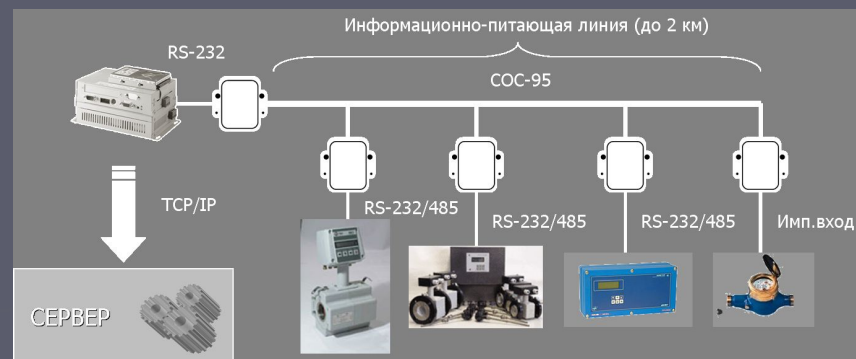 Информационно-питающая линия (до 2 км)
RS-232
СОС-95
TCP/IP
RS-232/485
RS-232/485
RS-232/485
Имп.вход
СЕРВЕР